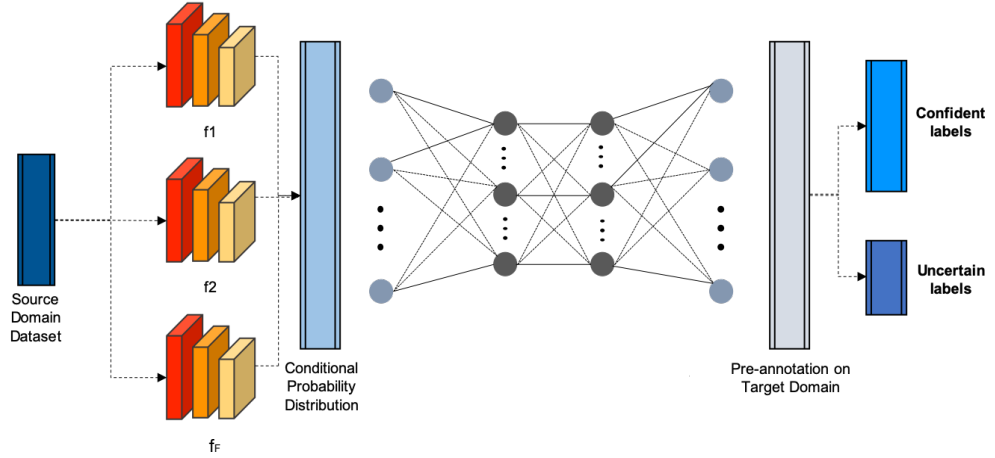 f1
f2
fF
Source
Domain
Dataset
Conditional
Probability
Distribution
Pre-annotation on
Target Domain
Confident
labels
Uncertain
labels